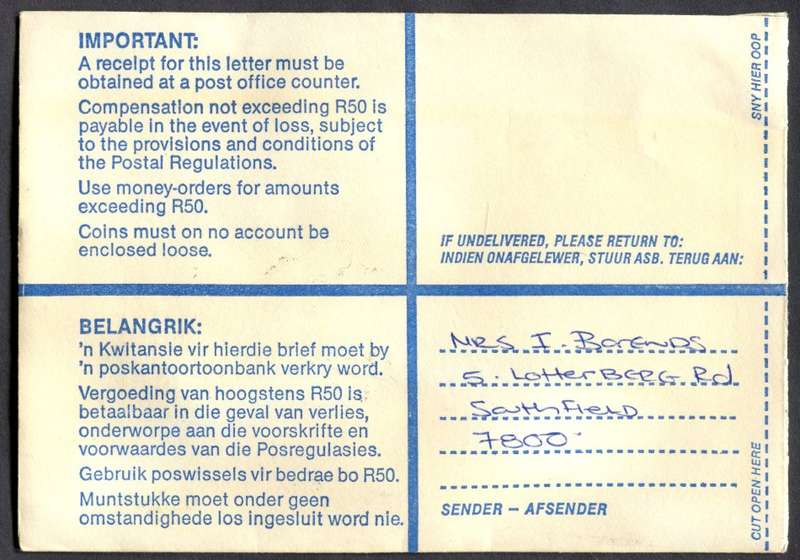 IMPORTANT:
A receipt for this letter must be
obtained at a post office counter.
Compensation not exceeding R50 is
payable in the event of loss, subject
to the provisions and conditions of
the Postal Regulations.
Use money-orders for amounts
exceeding R50.
Coins must on no account be
enclosed loose.
IF UNDELIVERED, PLEASE RETURN TO:
INDIEN ONAFGELEWER, STUUR ASB. TERUG AAN:
SNY HIER OOP
BELANGRIK:
'n Kwitansie vir hierdie brief moet by
'n poskantoortoonbank verkry word.
Vergoeding van hoogstens R50 is
betaalbaar in die geval van verlies,
onderworpe aan die voorskrifte en
voorwaardes van die Posregulasies.
Gebruik poswissels vir bedrae bo R50.
Muntstukke moet onder geen
omstandighede los ingesluit word nie.
MRS I. Barends
5. LotterBERG Rd
Southfield
7800
SENDER – AFSENDER
CUT OPEN HERE